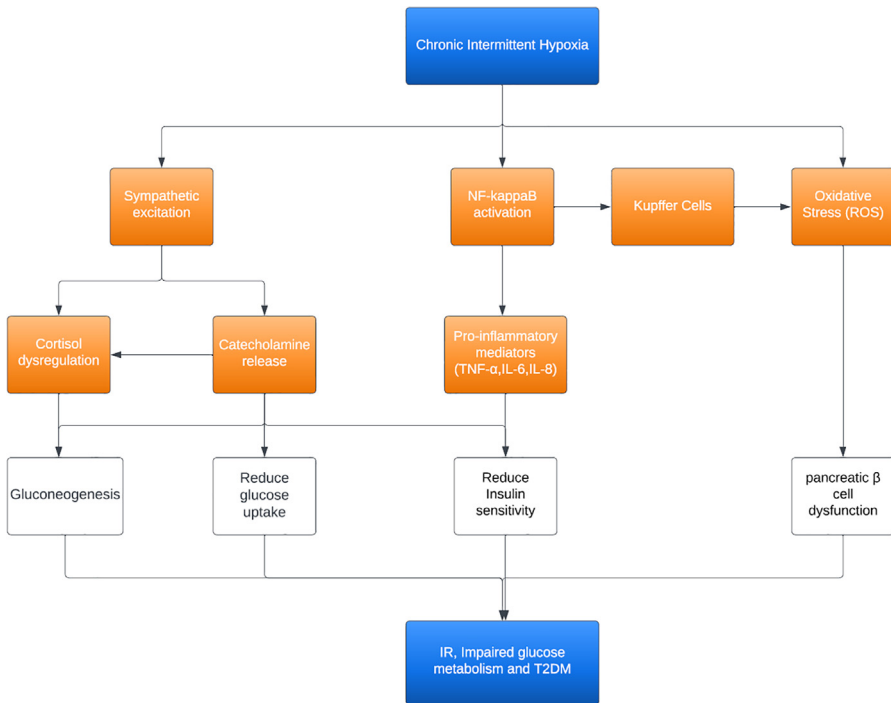 Chronic Intermittent Hypoxia
Sympathetic
excitation
NF-kappaB
activation
Kupffer Cells
Oxidative
Stress (ROS)
Cortisol
dysregulation
Catecholamine
release
Pro-inflammatory
mediators
(TNF-α,IL-6,IL-8)
Gluconeogenesis
Reduce
glucose
uptake
Reduce
Insulin
sensitivity
pancreatic β
cell
dysfunction
IR, Impaired glucose
metabolism and T2DM